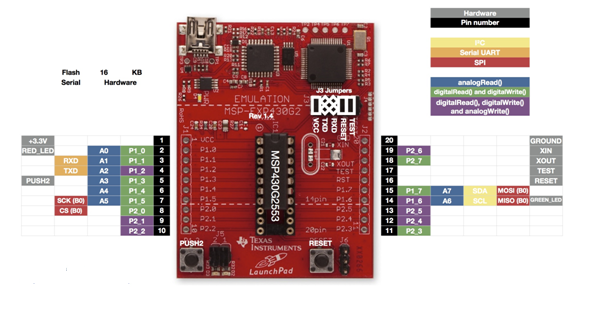 Hardware
Pin number
I²C
Serial UART
SPI
analogRead()
digitalRead() and digitalWrite()
digitalRead(), digitalWrite()
and analogWrite()
Flash 16 KB
Serial Hardware
J3 Jumpers
EMULATION
MSP-EXP430G2
Rev.1.4
VCC
TXD
RXD
RESET
TEST
+3.3V 1
RED_LED A0 P1_0 2
RXD A1 P1_1 3
TXD A2 P1_2 4
PUSH2 A3 P1_3 5
A4 P1_4 6
SCK (B0) A5 P1_5 7
CS (B0) P2_0 8
P2_1 9
P2_2 10
VCC
P1.0
P1.1
P1.2
P1.3
P1.4
P1.5
P2.0
P2.1
P2.2
MSP430G2553
XIN
XOUT
TEST
RST
P1.7
P1.6
P2.5
P2.4
P2.3
14pin
20pin
20 GROUND
19 P2_6 XIN
18 P2_7 XOUT
17 TEST
16 RESET
15 P1_7 A7 SDA MOSI (B0)
14 P1_6 A6 SCL MISO (B0) GREEN_LED
13 P2_5
12 P2_4
11 P2_3
PUSH2
TEXAS
INSTRUMENTS
LaunchPad
RESET
J6